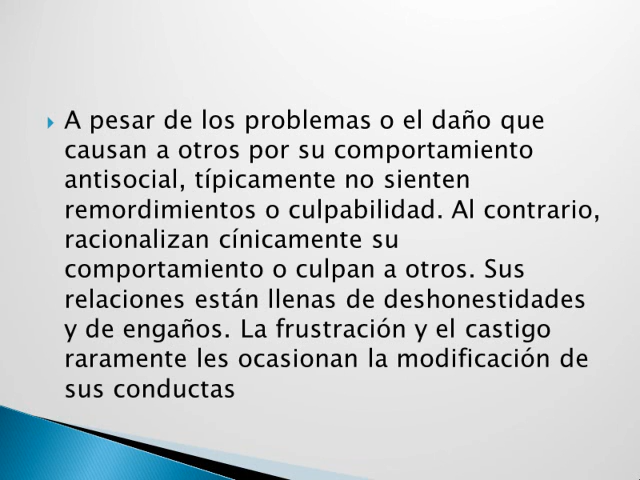 A pesar de los problemas o el daño que
causan a otros por su comportamiento
antisocial, típicamente no sienten
remordimientos o culpabilidad. Al contrario,
racionalizan cínicamente su
comportamiento o culpan a otros. Sus
relaciones están llenas de deshonestidades
y de engaños. La frustración y el castigo
raramente les ocasionan la modificación de
sus conductas